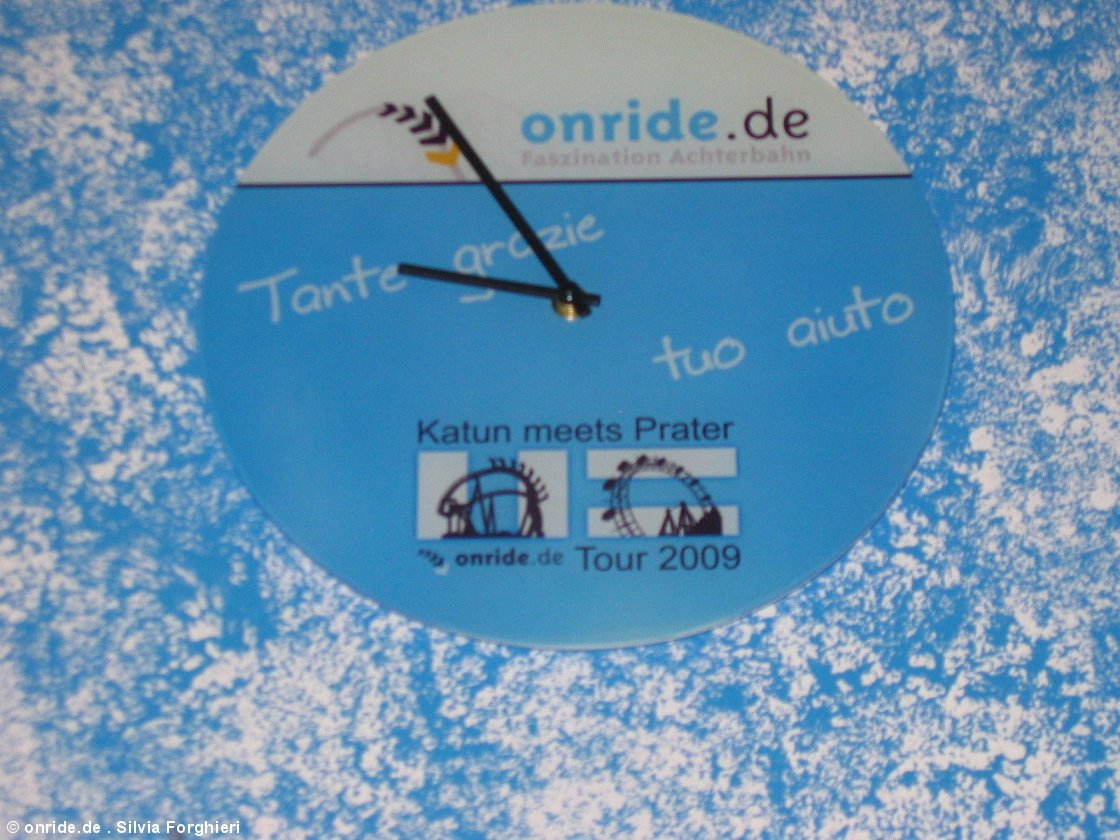 onride.de
Faszination Achterbahn
Tante grazie
tuo aiuto
Katun meets Prater
onride.de Tour 2009
© onride.de . Silvia Forghieri